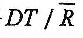 DT / R̅